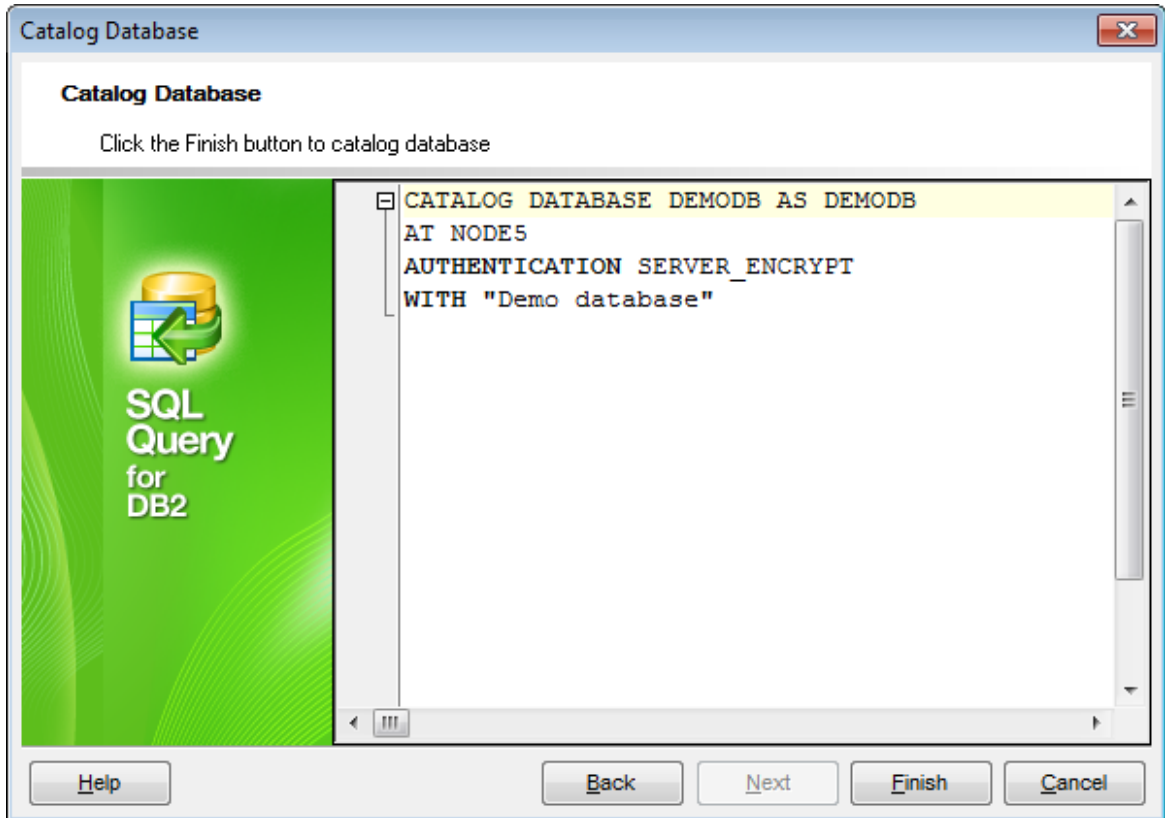 Catalog Database
Catalog Database
Click the Finish button to catalog database
CATALOG DATABASE DEMODB AS DEMODB
AT NODE5
AUTHENTICATION SERVER_ENCRYPT
WITH "Demo database"
SQL
Query
for
DB2
Help
Back
Next
Finish
Cancel